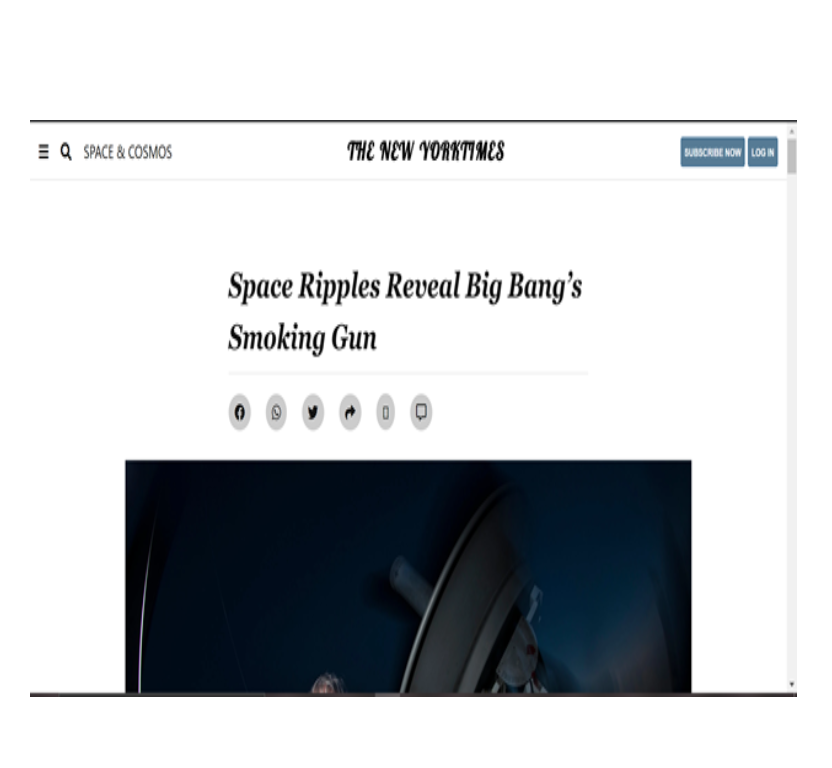 SPACE & COSMOS
THE NEW YORKTIMES
SUBSCRIBE NOW
LOG IN
Space Ripples Reveal Big Bang’s
Smoking Gun